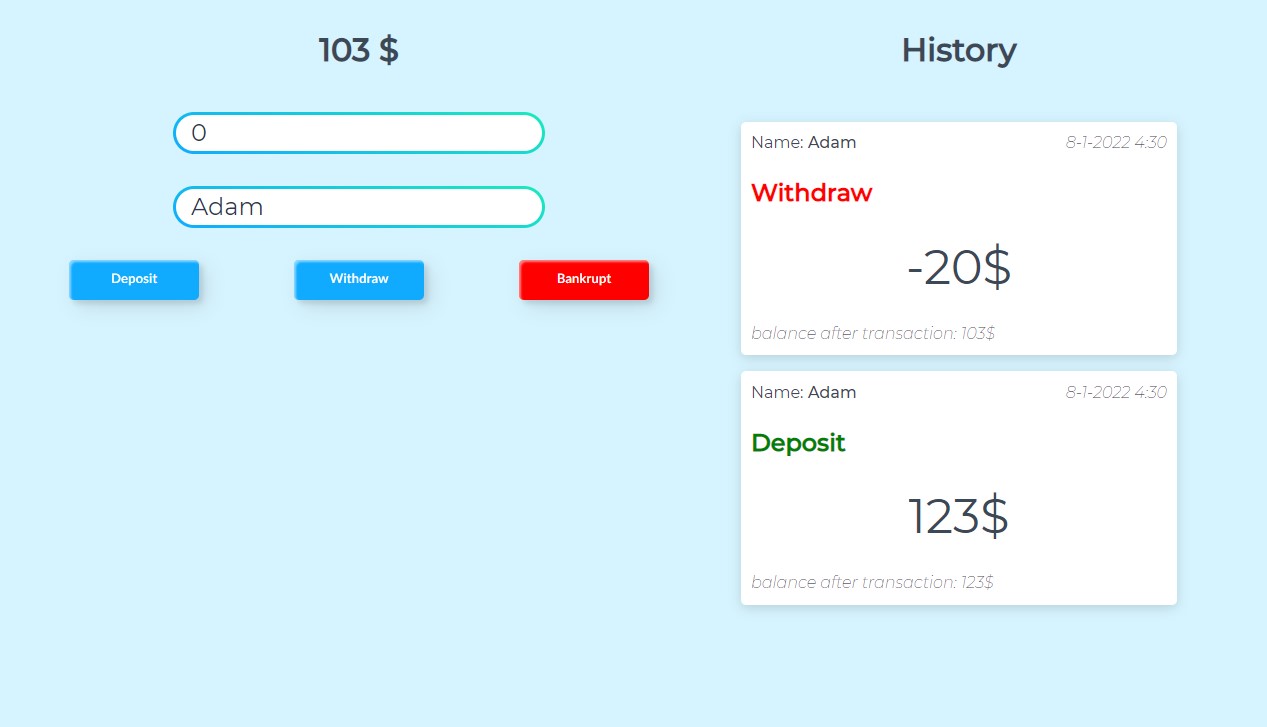 103 $
0
Adam
Deposit
Withdraw
Bankrupt
History
Name: Adam 8-1-2022 4:30
Withdraw
-20$
balance after transaction: 103$
Name: Adam 8-1-2022 4:30
Deposit
123$
balance after transaction: 123$